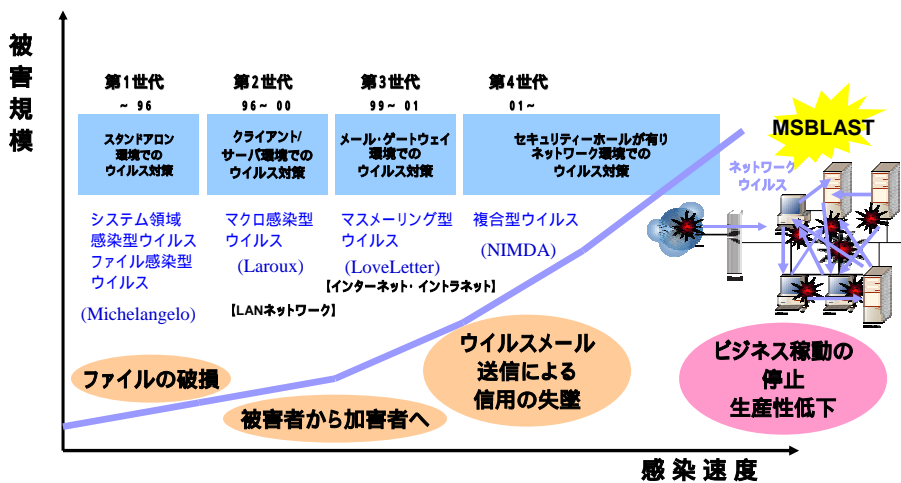 被害規模
第1世代
~ 96
スタンドアロン
環境での
ウイルス対策
システム領域
感染型ウイルス
ファイル感染型
ウイルス
(Michelangelo)
第2世代
96~ 00
クライアント/
サーバ環境での
ウイルス対策
マクロ感染型
ウイルス
(Laroux)
【LANネットワーク】
第3世代
99~ 01
メール・ゲートウェイ
環境での
ウイルス対策
マスメーリング型
ウイルス
(LoveLetter)
【インターネット・イントラネット】
第4世代
01~
セキュリティーホールが有り
ネットワーク環境での
ウイルス対策
複合型ウイルス
(NIMDA)
MSBLAST
ネットワーク
ウイルス
ファイルの破損
被害者から加害者へ
ウイルスメール
送信による
信用の失墜
ビジネス稼動の
停止
生産性低下
感染速度